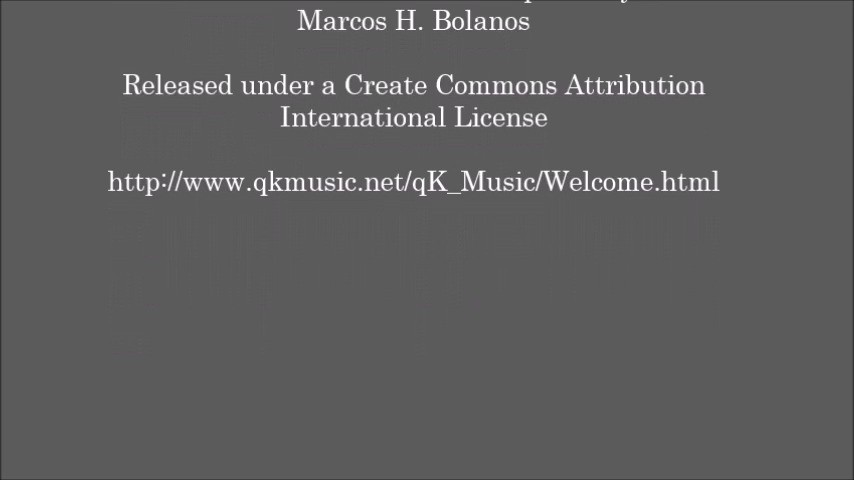 Marcos H. Bolanos
Released under a Create Commons Attribution
International License
http://www.qkmusic.net/qK_Music/Welcome.html